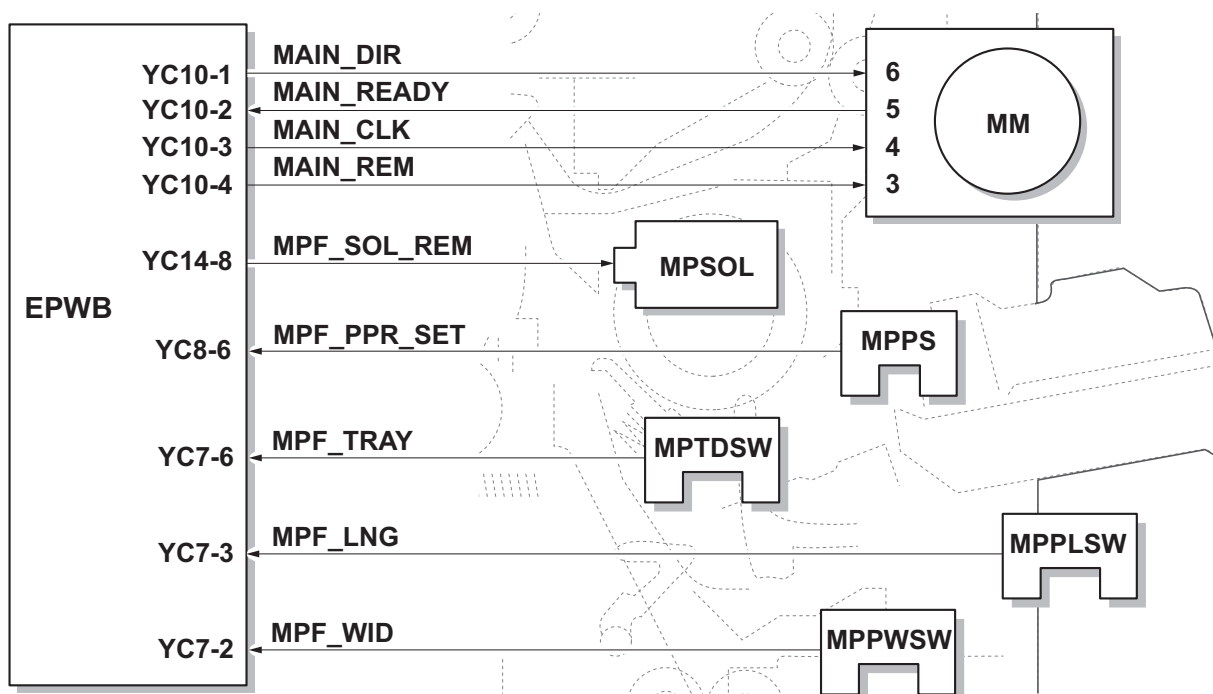 YC10-1 MAIN_DIR 6
YC10-2 MAIN_READY 5
MM
YC10-3 MAIN_CLK 4
YC10-4 MAIN_REM 3
YC14-8 MPF_SOL_REM MPSOL
EPWB
YC8-6 MPF_PPR_SET MPPS
YC7-6 MPF_TRAY MPTDSW
YC7-3 MPF_LNG MPPLSW
YC7-2 MPF_WID MPPWSW